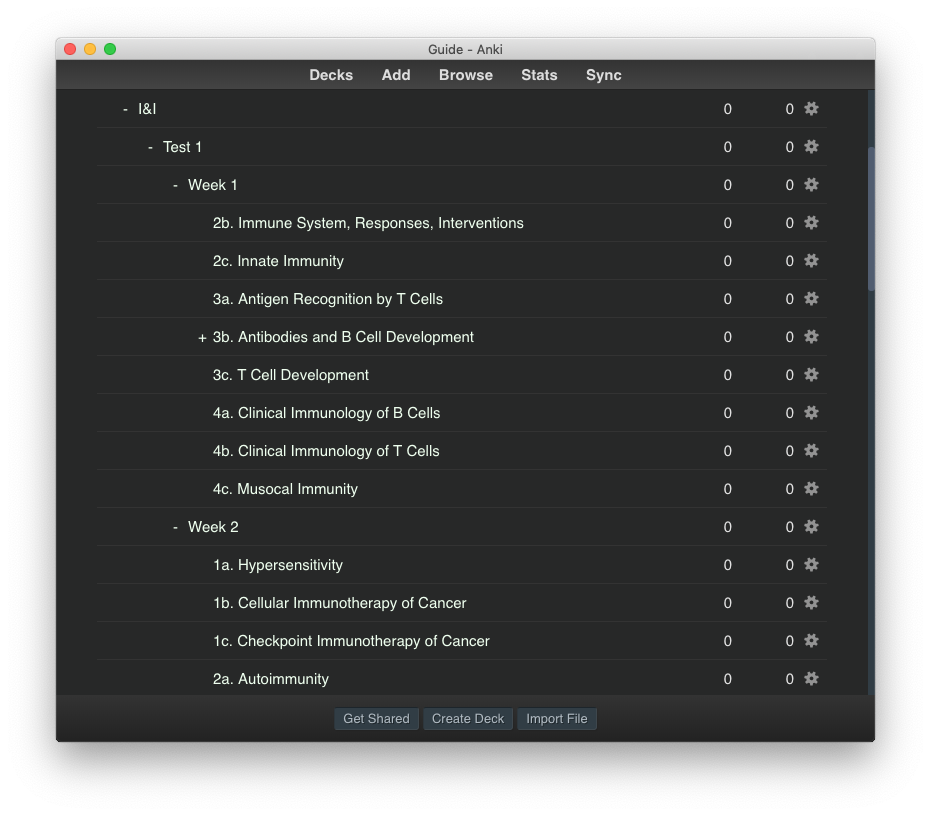 Guide - Anki
Decks Add Browse Stats Sync
- I&I 0 0
- Test 1 0 0
- Week 1 0 0
2b. Immune System, Responses, Interventions 0 0
2c. Innate Immunity 0 0
3a. Antigen Recognition by T Cells 0 0
+ 3b. Antibodies and B Cell Development 0 0
3c. T Cell Development 0 0
4a. Clinical Immunology of B Cells 0 0
4b. Clinical Immunology of T Cells 0 0
4c. Musocal Immunity 0 0
- Week 2 0 0
1a. Hypersensitivity 0 0
1b. Cellular Immunotherapy of Cancer 0 0
1c. Checkpoint Immunotherapy of Cancer 0 0
2a. Autoimmunity 0 0
Get Shared Create Deck Import File